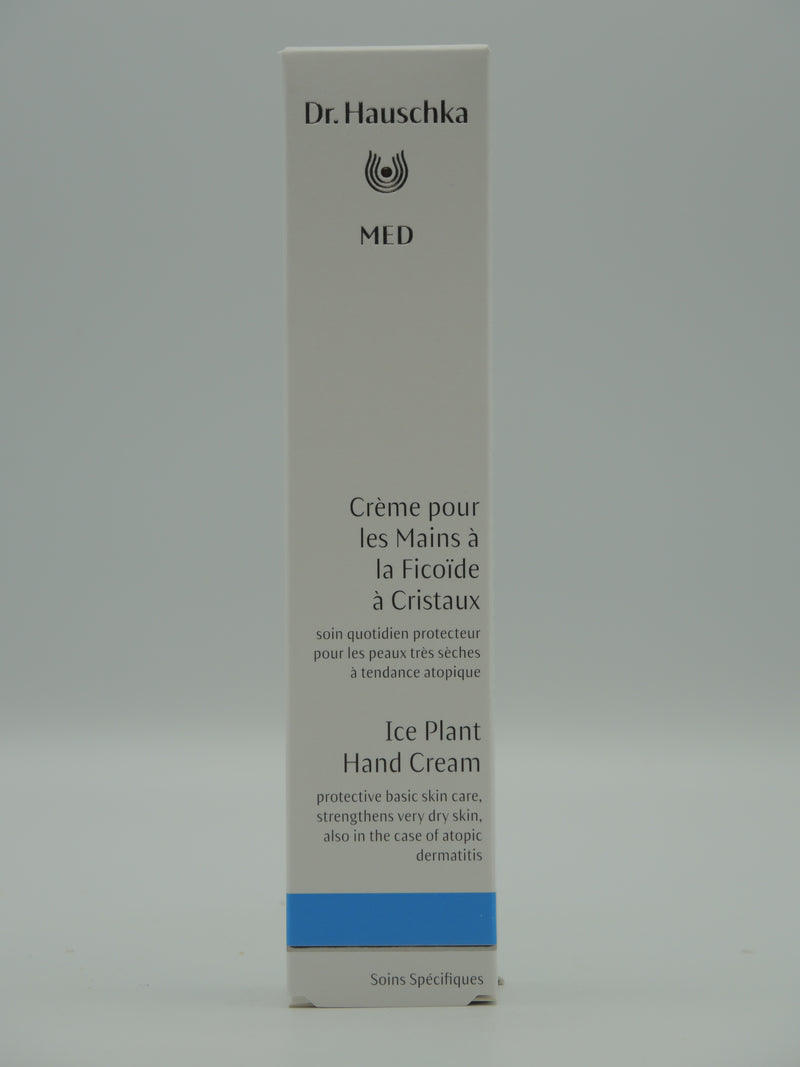 Dr. Hauschka
MED
Crème pour
les Mains à
la Ficoïde
à Cristaux
soin quotidien protecteur
pour les peaux très sèches
à tendance atopique
Ice Plant
Hand Cream
protective basic skin care,
strengthens very dry skin,
also in the case of atopic
dermatitis
Soins Spécifiques